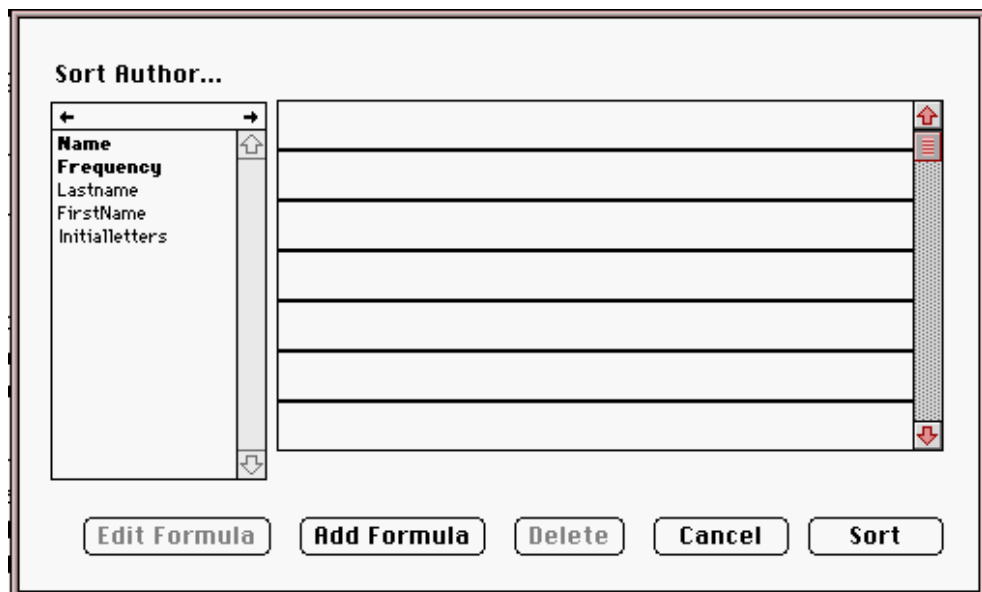 Sort Author...
Name
Frequency
Lastname
FirstName
Initialletters
Edit Formula Add Formula Delete Cancel Sort